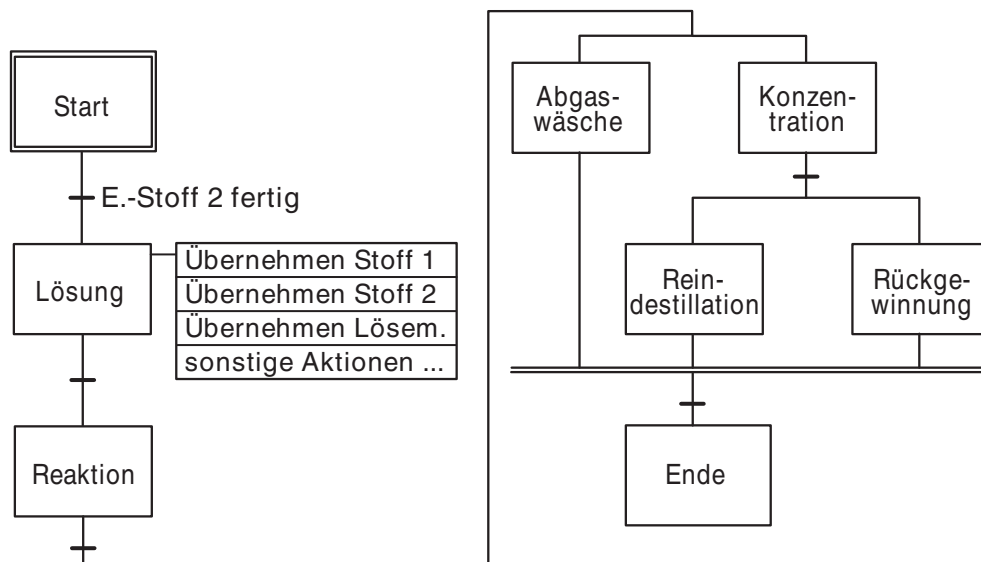 Start
E.-Stoff 2 fertig
Lösung
Übernehmen Stoff 1
Übernehmen Stoff 2
Übernehmen Lösem.
sonstige Aktionen ...
Reaktion
Abgas-
wäsche
Konzen-
tration
Rein-
destillation
Rückge-
winnung
Ende